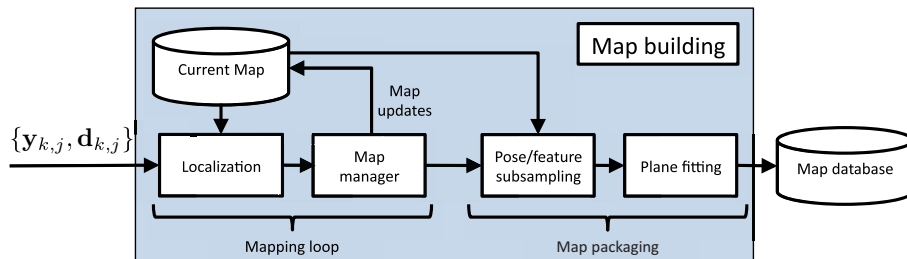 Map building
Current Map
Map
updates
{y_{k,j}, d_{k,j}}
Localization
Map
manager
Pose/feature
subsampling
Plane fitting
Map database
Mapping loop
Map packaging